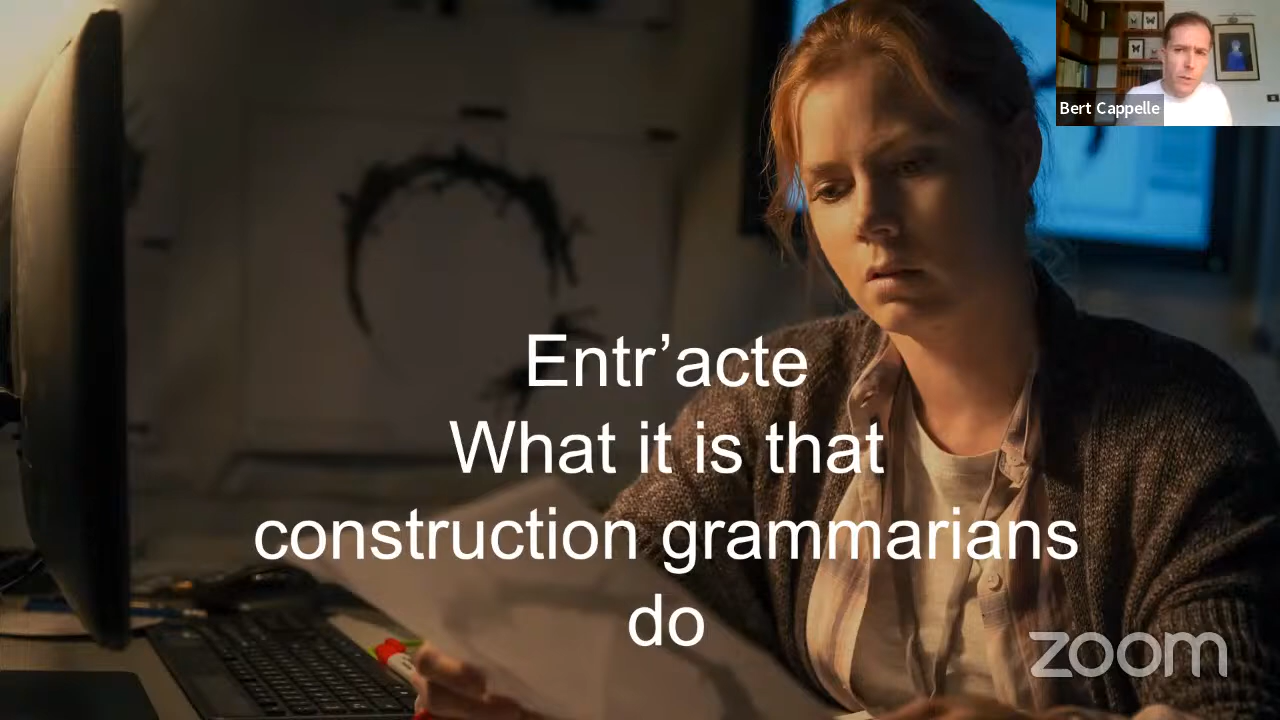 Bert Cappelle
Entr’acte
What it is that
construction grammarians
do
zoom